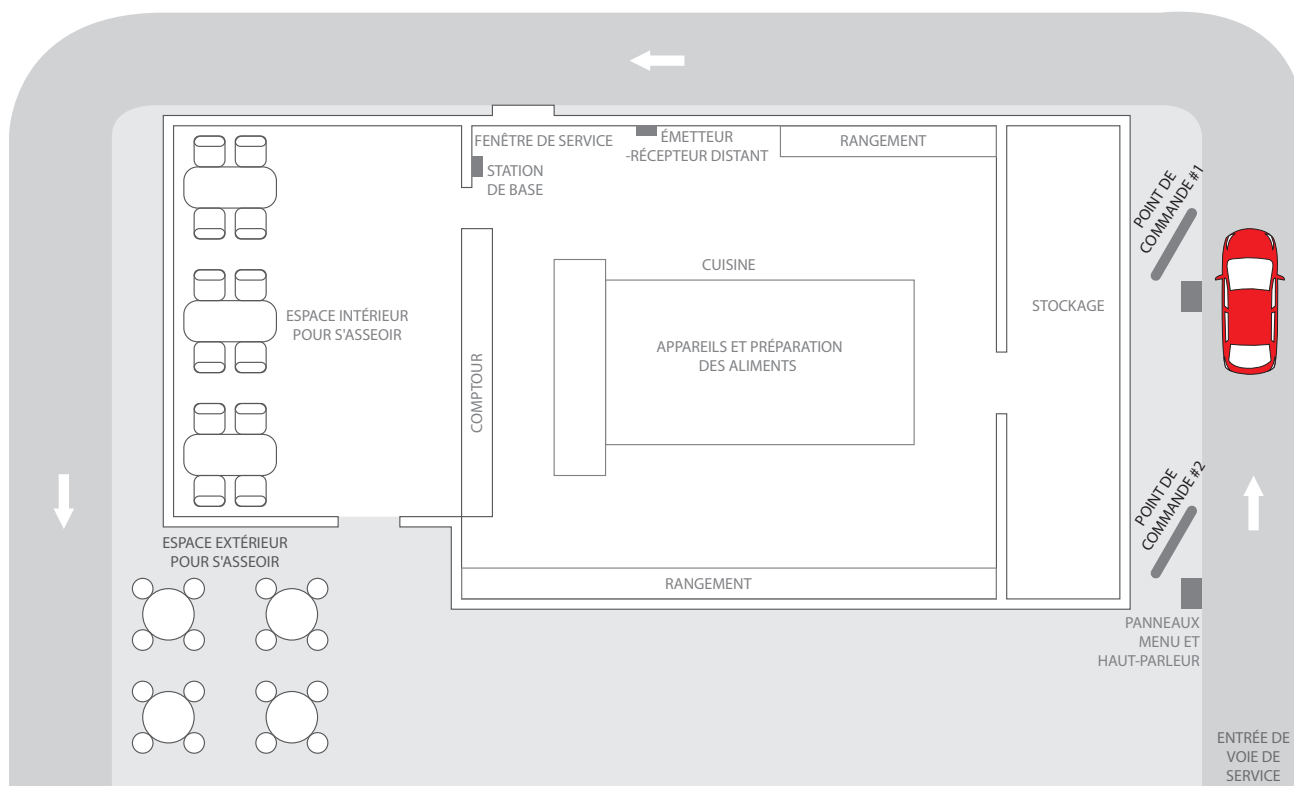 FENÊTRE DE SERVICE
ÉMETTEUR
-RÉCEPTEUR DISTANT
RANGEMENT
STATION
DE BASE
POINT DE
COMMANDE #1
CUISINE
ESPACE INTÉRIEUR
POUR S'ASSEOIR
STOCKAGE
APPAREILS ET PRÉPARATION
DES ALIMENTS
COMPTOUR
POINT DE
COMMANDE #2
ESPACE EXTÉRIEUR
POUR S'ASSEOIR
RANGEMENT
PANNEAUX
MENU ET
HAUT-PARLEUR
ENTRÉE DE
VOIE DE
SERVICE